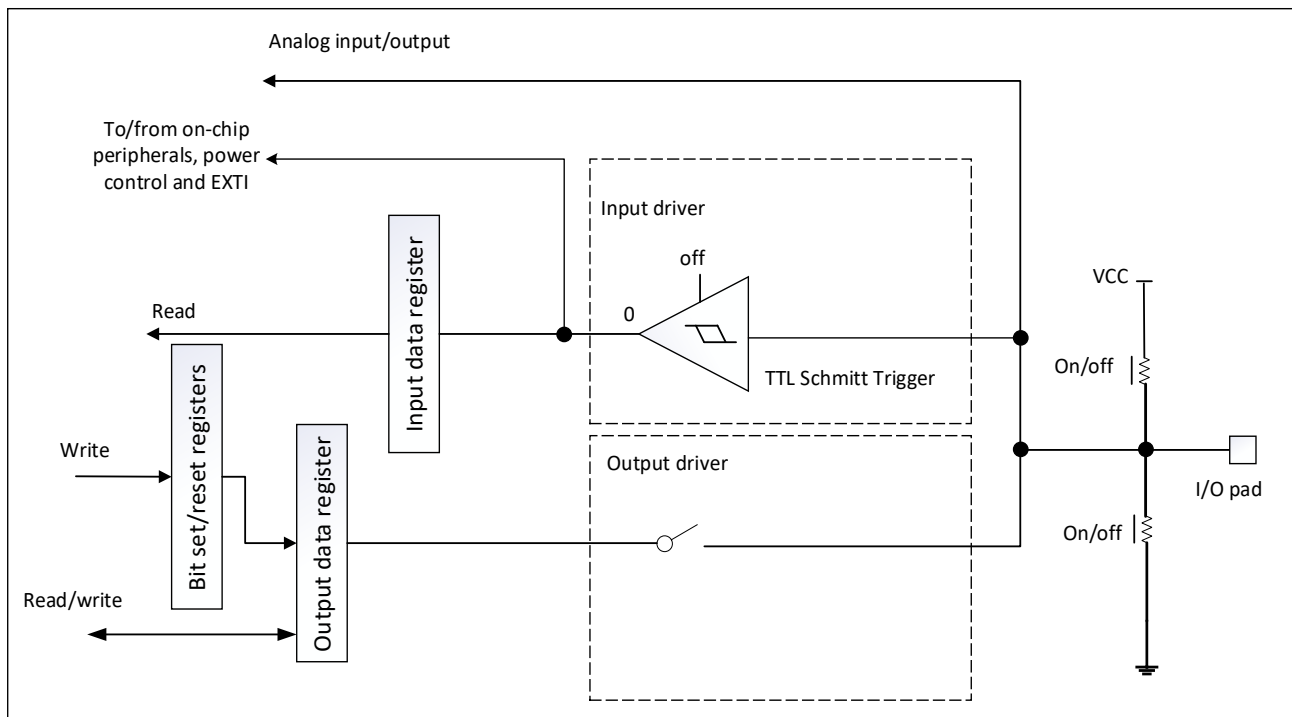 Analog input/output
To/from on-chip
peripherals, power
control and EXTI
Input driver
off
VCC
Read
0
Input data register
On/off
TTL Schmitt Trigger
Bit set/reset registers
Write
Output data register
Output driver
I/O pad
On/off
Read/write